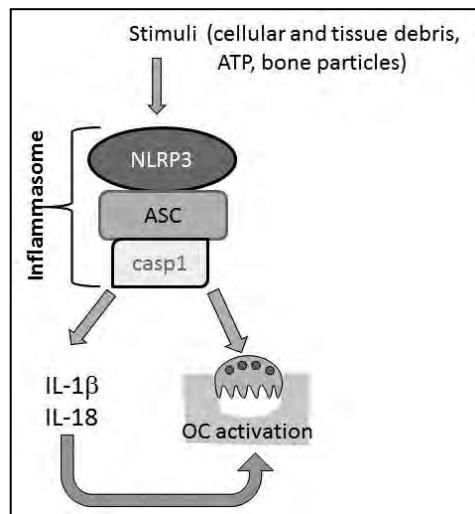 Stimuli (cellular and tissue debris,
ATP, bone particles)
Inflammasome
NLRP3
ASC
casp1
IL-1β
IL-18
OC activation